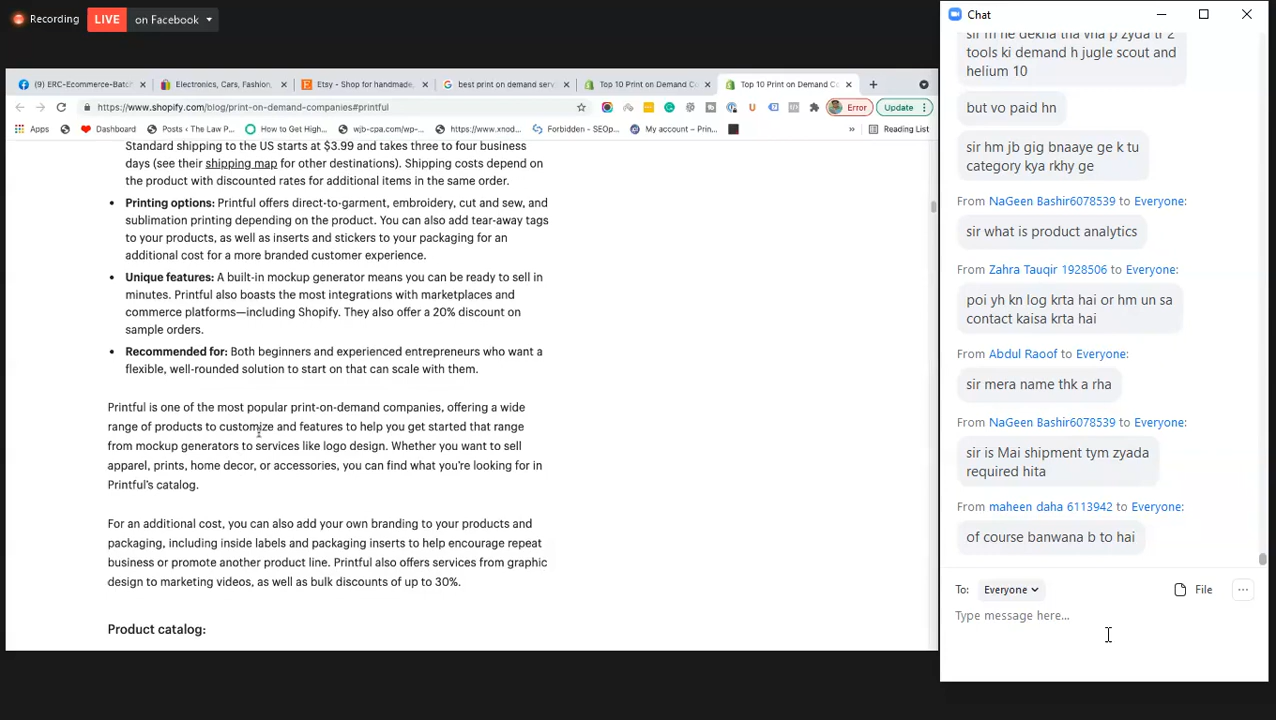 Recording
LIVE
on Facebook
Chat
(9) ERC-Ecommerce-Batch
Electronics, Cars, Fashion,
Etsy - Shop for handmade,
best print on demand servi
Top 10 Print on Demand C
Top 10 Print on Demand C
https://www.shopify.com/blog/print-on-demand-companies#printful
Error
Update
Apps
Dashboard
Posts ‹ The Law P...
How to Get High...
wjb-cpa.com/wp-...
https://www.xnod...
Forbidden - SEOp...
My account – Prin...
»
Reading List
Standard shipping to the US starts at $3.99 and takes three to four business
days (see their shipping map for other destinations). Shipping costs depend on
the product with discounted rates for additional items in the same order.
• Printing options: Printful offers direct-to-garment, embroidery, cut and sew, and
sublimation printing depending on the product. You can also add tear-away tags
to your products, as well as inserts and stickers to your packaging for an
additional cost for a more branded customer experience.
• Unique features: A built-in mockup generator means you can be ready to sell in
minutes. Printful also boasts the most integrations with marketplaces and
commerce platforms—including Shopify. They also offer a 20% discount on
sample orders.
• Recommended for: Both beginners and experienced entrepreneurs who want a
flexible, well-rounded solution to start on that can scale with them.
Printful is one of the most popular print-on-demand companies, offering a wide
range of products to customize and features to help you get started that range
from mockup generators to services like logo design. Whether you want to sell
apparel, prints, home decor, or accessories, you can find what you're looking for in
Printful's catalog.
For an additional cost, you can also add your own branding to your products and
packaging, including inside labels and packaging inserts to help encourage repeat
business or promote another product line. Printful also offers services from graphic
design to marketing videos, as well as bulk discounts of up to 30%.
Product catalog:
sir m ne dekha tha vha p zyda tr 2
tools ki demand h jugle scout and
helium 10
but vo paid hn
sir hm jb gig bnaaye ge k tu
category kyaa rkhy ge
From NaGeen Bashir6078539 to Everyone:
sir what is product analytics
From Zahra Tauqir 1928506 to Everyone:
poi yh kn log krta hai or hm un sa
contact kaisa krta hai
From Abdul Raoof to Everyone:
sir mera name thk a rha
From NaGeen Bashir6078539 to Everyone:
sir is Mai shipment tym zyada
required hita
From maheen daha 6113942 to Everyone:
of course banwana b to hai
To: Everyone
File
Type message here...